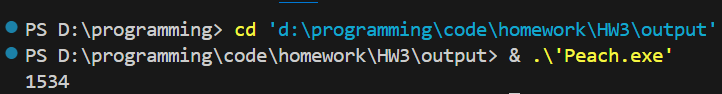 PS D:\programming> cd 'd:\programming\code\homework\HW3\output'
PS D:\programming\code\homework\HW3\output> & .\'Peach.exe'
1534